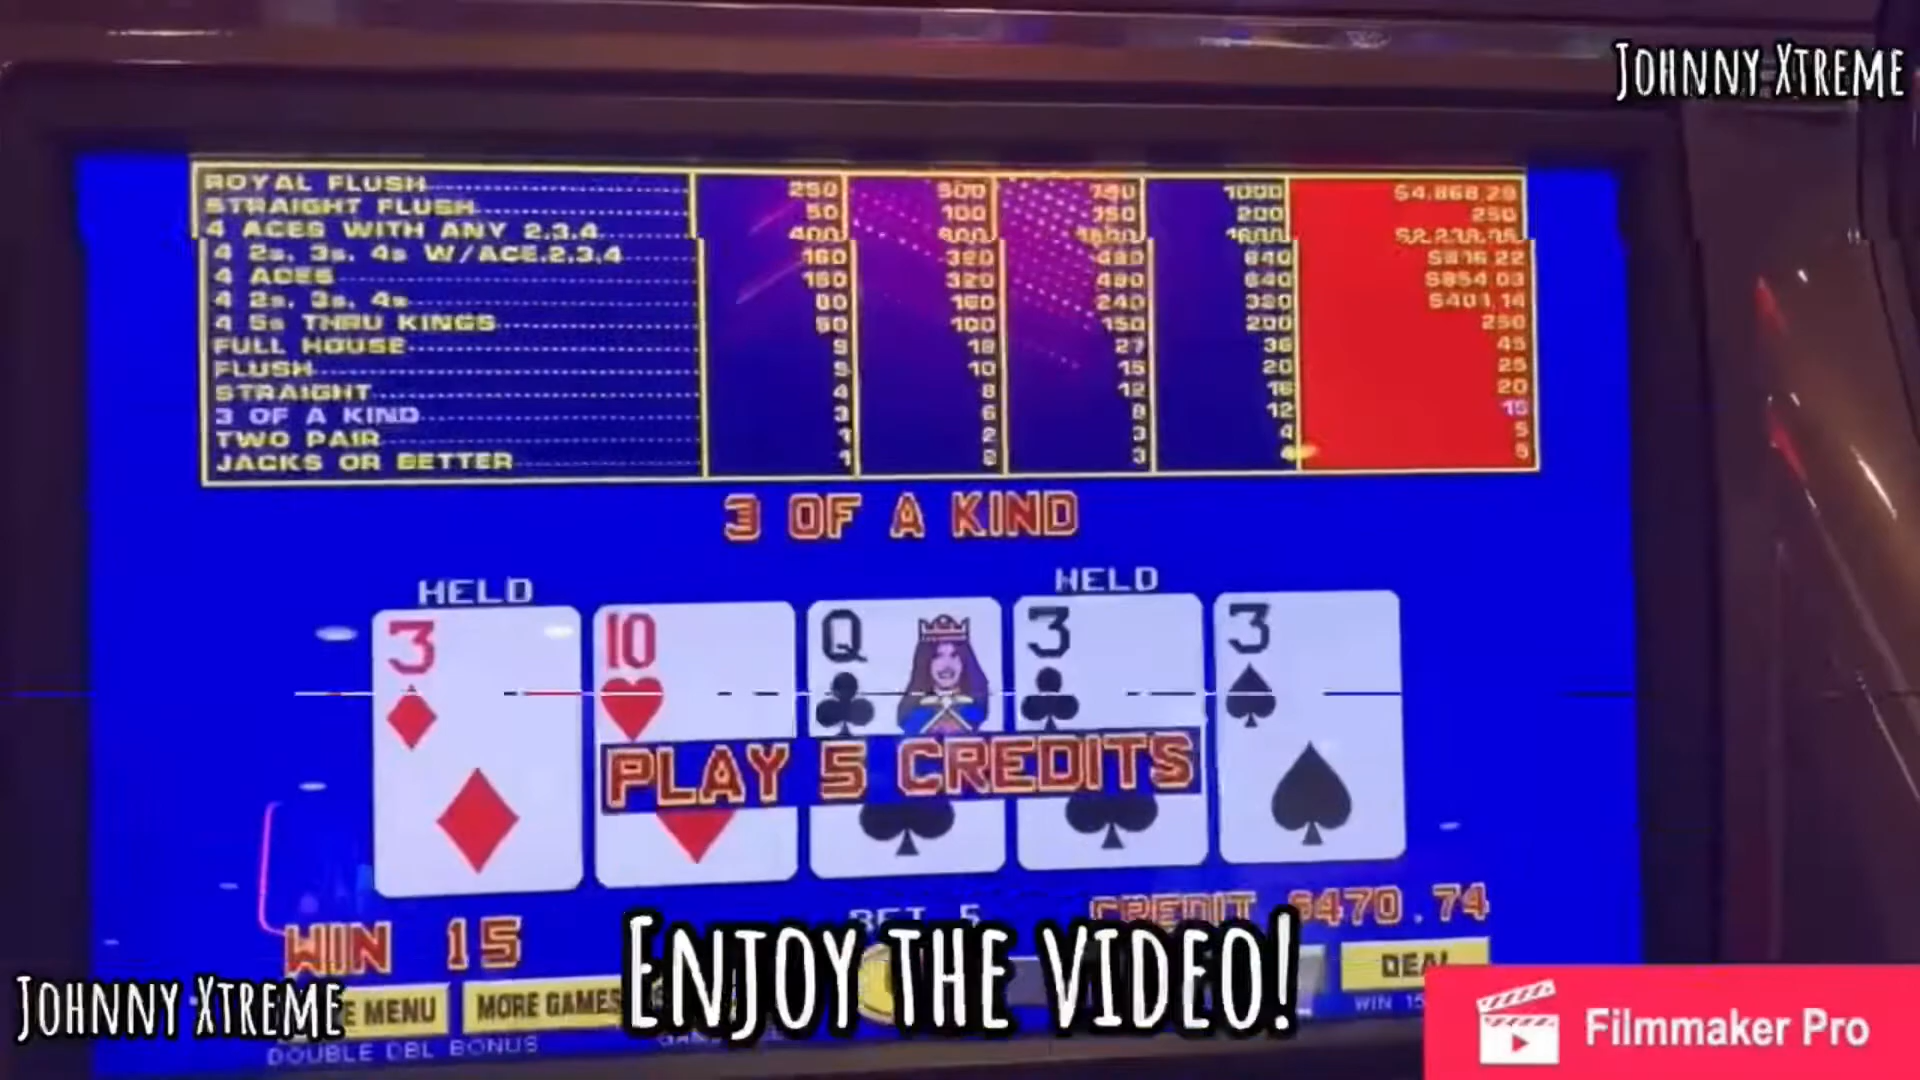 JOHNNY XTREME
ROYAL FLUSH 250 500 750 1000 $4,868.29
STRAIGHT FLUSH 50 100 150 200 250
4 ACES WITH ANY 2,3,4 400 800 1600
4 2s, 3s, 4s W/ACE,2,3,4 160 320 480 640 $816.22
4 ACES 160 320 480 640 $854.03
4 2s, 3s, 4s 80 160 240 320 $401.14
4 5s THRU KINGS 50 100 150 200 250
FULL HOUSE 9 18 27 36 45
FLUSH 5 10 15 20 25
STRAIGHT 4 8 12 16 20
3 OF A KIND 3 6 9 12 15
TWO PAIR 1 2 3 4 5
JACKS OR BETTER 1 2 3 4 5
3 OF A KIND
HELD HELD
3 10 Q 3 3
PLAY 5 CREDITS
WIN 15 BET 5 CREDIT $470.74
ENJOY THE VIDEO!
JOHNNY XTREME
MENU MORE GAMES DEAL
DOUBLE DBL BONUS WIN 15
Filmmaker Pro